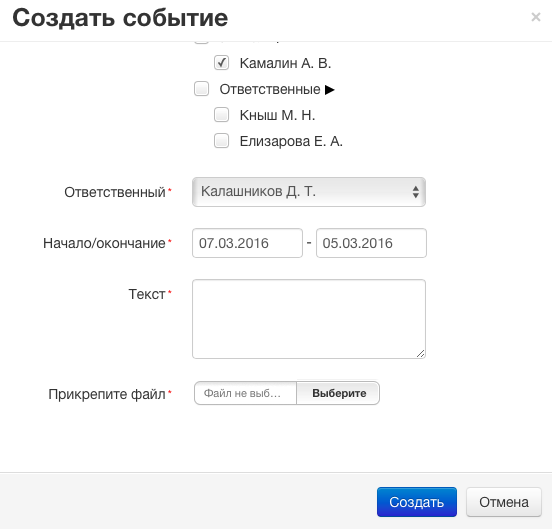 Создать событие
×
Камалин А. В.
Ответственные ▶
Кныш М. Н.
Елизарова Е. А.
Ответственный* Калашников Д. Т.
Начало/окончание* 07.03.2016 - 05.03.2016
Текст*
Прикрепите файл* Файл не выб... Выберите
Создать Отмена